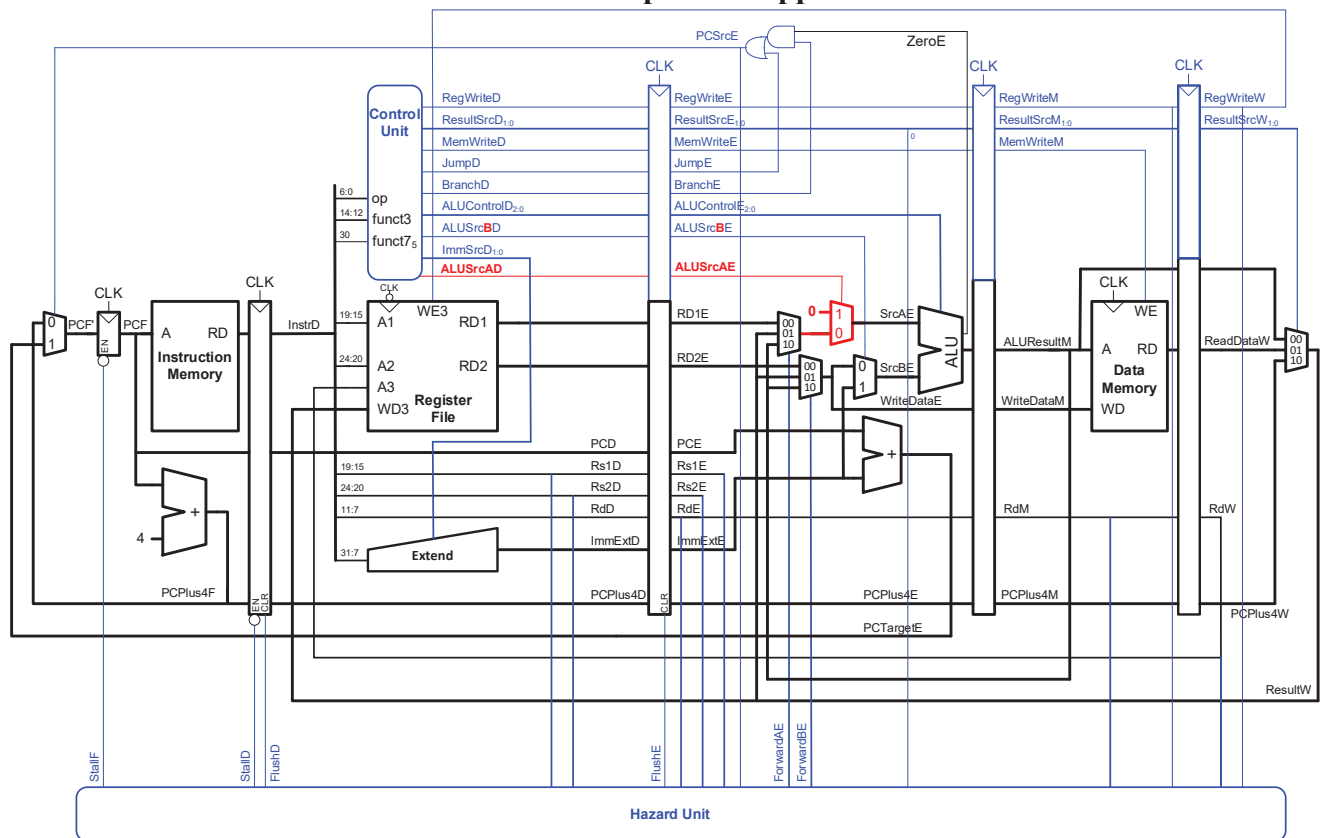 PCSrcE
ZeroE
CLK
CLK
CLK
Control
Unit
RegWriteD
RegWriteE
RegWriteM
RegWriteW
ResultSrcD1:0
ResultSrcE1:0
0
ResultSrcM1:0
ResultSrcW1:0
MemWriteD
MemWriteE
MemWriteM
JumpD
JumpE
6:0
op
BranchD
BranchE
14:12
funct3
ALUControlD2:0
ALUControlE2:0
30
funct75
ALUSrcBD
ALUSrcBE
ImmSrcD1:0
ALUSrcAD
ALUSrcAE
CLK
CLK
CLK
CLK
0
1
PCF'
EN
PCF
A
RD
Instruction
Memory
InstrD
19:15
A1
WE3
RD1
RD1E
00
01
10
0
1
0
SrcAE
ALU
ALUResultM
WE
A
RD
Data
Memory
WD
ReadDataW
00
01
10
24:20
A2
RD2
RD2E
00
01
10
0
1
SrcBE
A3
WD3
Register
File
WriteDataE
WriteDataM
PCD
PCE
+
19:15
Rs1D
Rs1E
24:20
Rs2D
Rs2E
11:7
RdD
RdE
RdM
RdW
+
4
31:7
Extend
ImmExtD
ImmExtE
PCPlus4F
EN
CLR
PCPlus4D
CLR
PCPlus4E
PCPlus4M
PCPlus4W
PCTargetE
ResultW
StallF
StallD
FlushD
FlushE
ForwardAE
ForwardBE
Hazard Unit